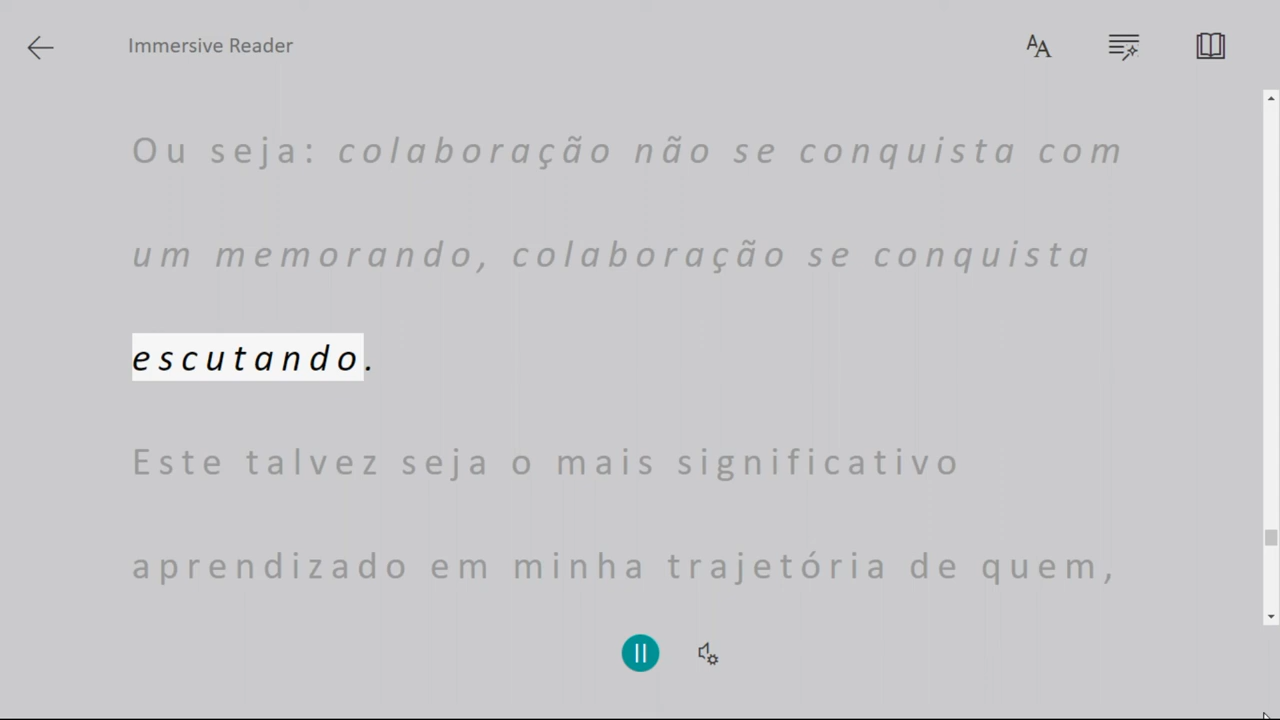 Immersive Reader
Ou seja: colaboração não se conquista com
um memorando, colaboração se conquista
escutando.
Este talvez seja o mais significativo
aprendizado em minha trajetória de quem,